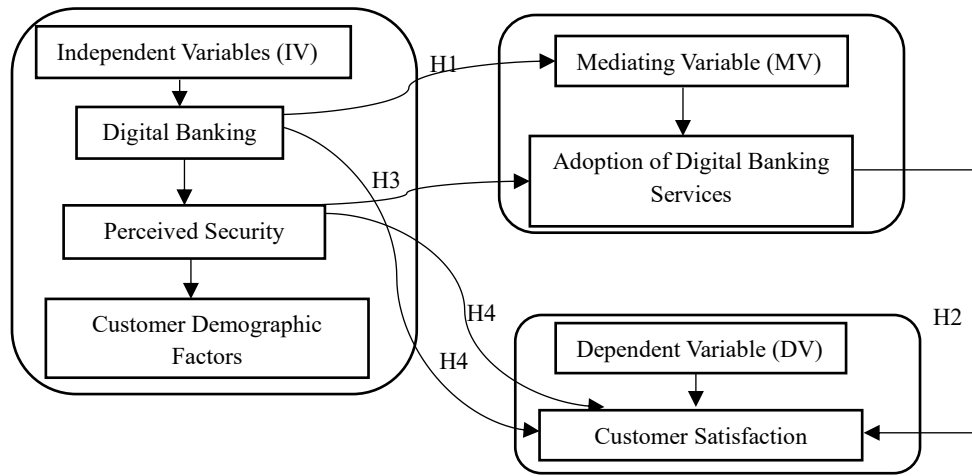 Independent Variables (IV)
Digital Banking
Perceived Security
Customer Demographic
Factors
H1
H3
H4
H4
Mediating Variable (MV)
Adoption of Digital Banking
Services
H2
Dependent Variable (DV)
Customer Satisfaction